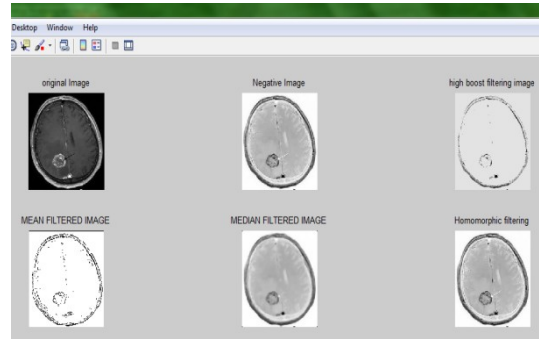 Desktop Window Help
original Image
Negative Image
high boost filtering image
MEAN FILTERED IMAGE
MEDIAN FILTERED IMAGE
Homomorphic filtering